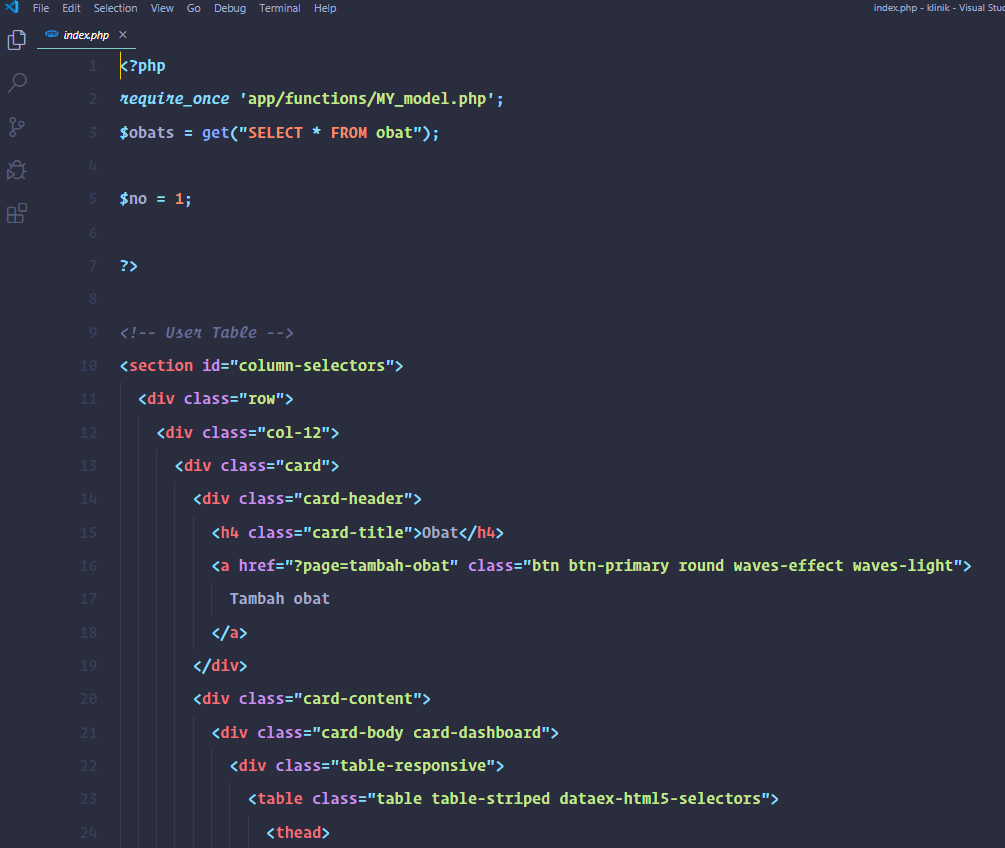 File Edit Selection View Go Debug Terminal Help index.php - klinik - Visual Stud
index.php
1 <?php
2 require_once 'app/functions/MY_model.php';
3 $obats = get("SELECT * FROM obat");
4
5 $no = 1;
6
7 ?>
8
9 <!-- User Table -->
10 <section id="column-selectors">
11 <div class="row">
12 <div class="col-12">
13 <div class="card">
14 <div class="card-header">
15 <h4 class="card-title">Obat</h4>
16 <a href="?page=tambah-obat" class="btn btn-primary round waves-effect waves-light">
17 Tambah obat
18 </a>
19 </div>
20 <div class="card-content">
21 <div class="card-body card-dashboard">
22 <div class="table-responsive">
23 <table class="table table-striped dataex-html5-selectors">
24 <thead>